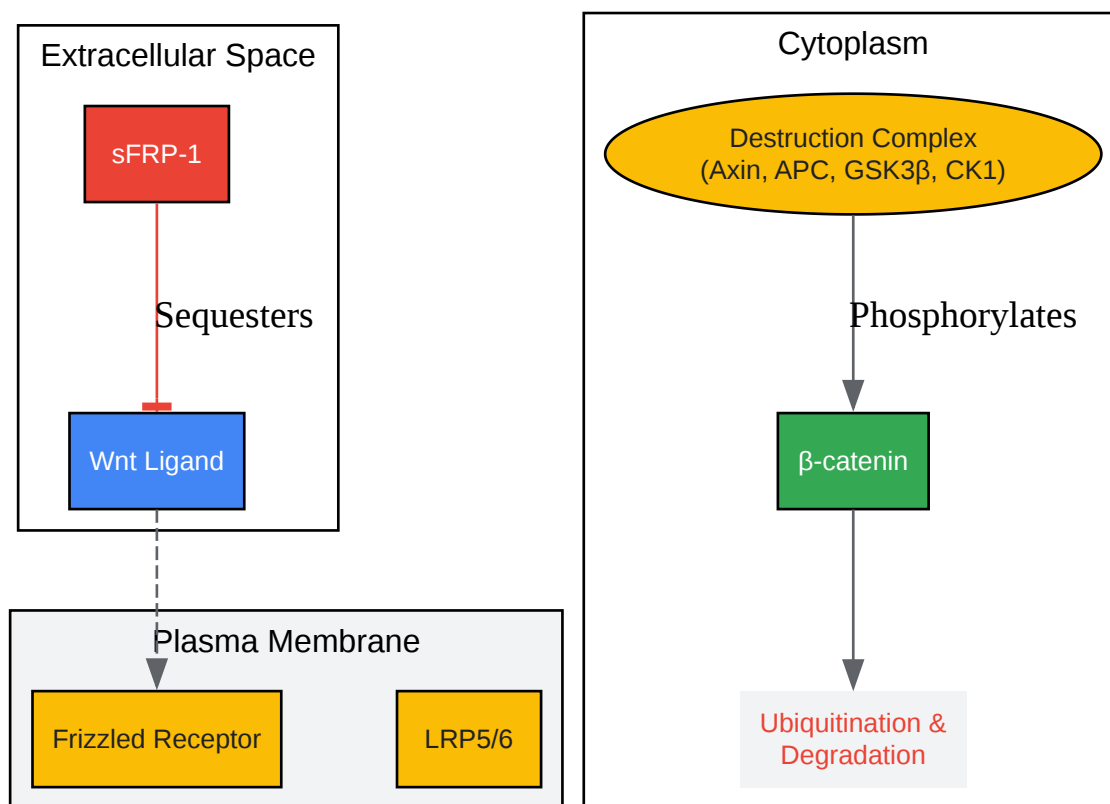 Extracellular Space
sFRP-1
Sequesters
Wnt Ligand
Plasma Membrane
Frizzled Receptor
LRP5/6
Cytoplasm
Destruction Complex
(Axin, APC, GSK3β, CK1)
Phosphorylates
β-catenin
Ubiquitination &
Degradation